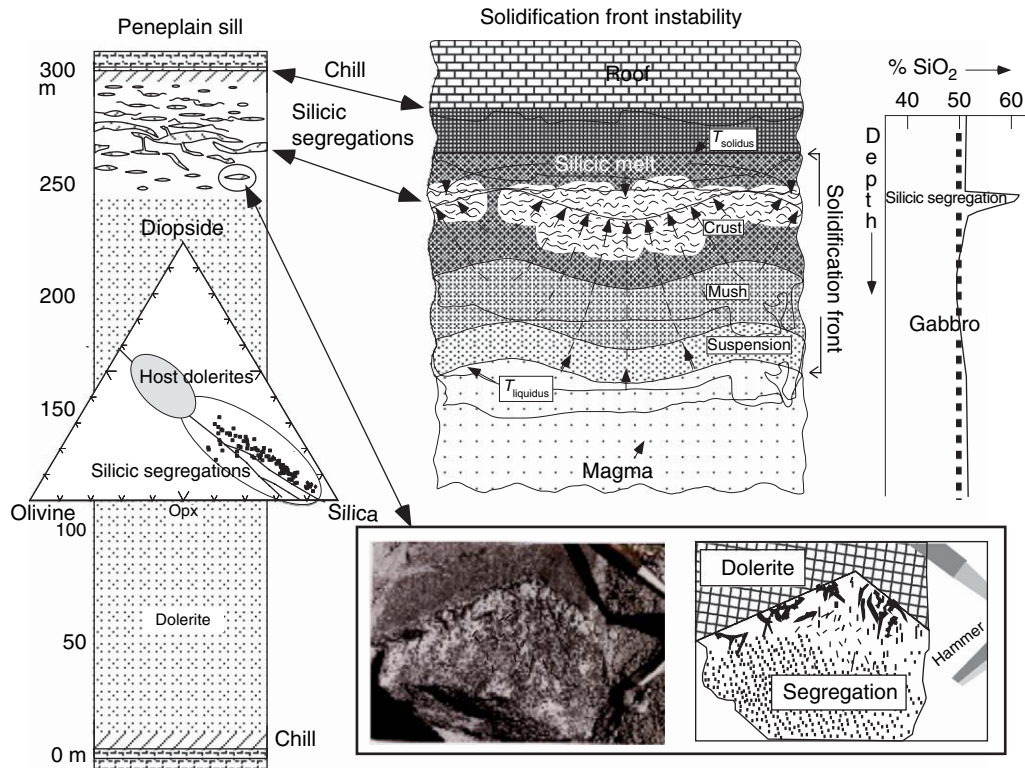 Peneplain sill
300
m
250
200
150
100
50
0 m
Chill
Silicic
segregations
Diopside
Host dolerites
Silicic segregations
Olivine
Opx
Silica
Dolerite
Chill
Solidification front instability
Roof
Tsolidus
Silicic melt
Crust
Mush
Suspension
Tliquidus
Magma
Solidification front
% SiO2
40 50 60
Depth
Silicic segregation
Gabbro
Dolerite
Segregation
Hammer